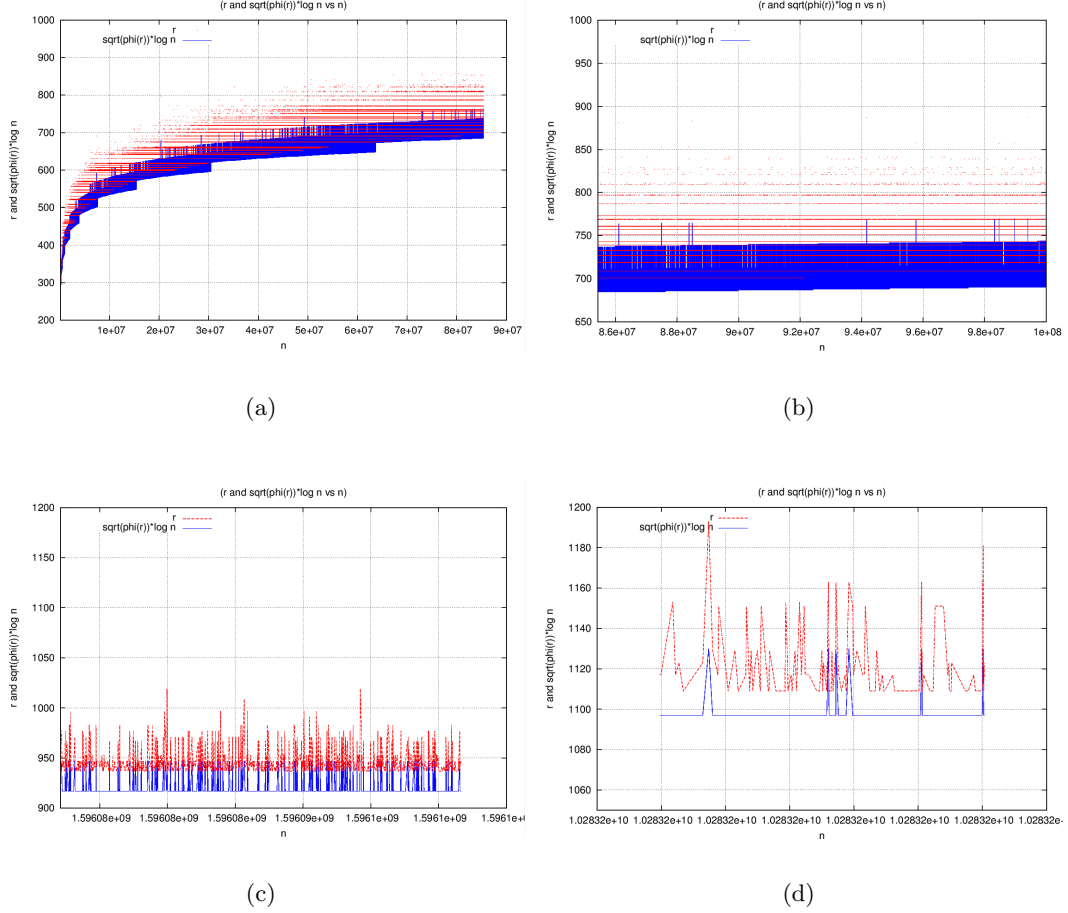 (r and sqrt(phi(r))*log n vs n)
r
sqrt(phi(r))*log n
r and sqrt(phi(r))*log n
1000
900
800
700
600
500
400
300
200
1e+07 2e+07 3e+07 4e+07 5e+07 6e+07 7e+07 8e+07 9e+07
n
(a)
(r and sqrt(phi(r))*log n vs n)
r
sqrt(phi(r))*log n
r and sqrt(phi(r))*log n
1000
950
900
850
800
750
700
650
8.6e+07 8.8e+07 9e+07 9.2e+07 9.4e+07 9.6e+07 9.8e+07 1e+08
n
(b)
(r and sqrt(phi(r))*log n vs n)
r
sqrt(phi(r))*log n
r and sqrt(phi(r))*log n
1200
1150
1100
1050
1000
950
900
1.59608e+09 1.59608e+09 1.59608e+09 1.59609e+09 1.5961e+09 1.5961e+09 1.5961e+0
n
(c)
(r and sqrt(phi(r))*log n vs n)
r
sqrt(phi(r))*log n
r and sqrt(phi(r))*log n
1200
1180
1160
1140
1120
1100
1080
1060
1.02832e+10 1.02832e+10 1.02832e+10 1.02832e+10 1.02832e+10 1.02832e+10 1.02832e+10 1.02832e-
n
(d)